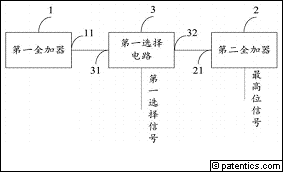 1
3
2
第一全加器
11
第一选择
电路
32
第二全加器
31
21
第一选择信号
最高位信号
© patentics.com